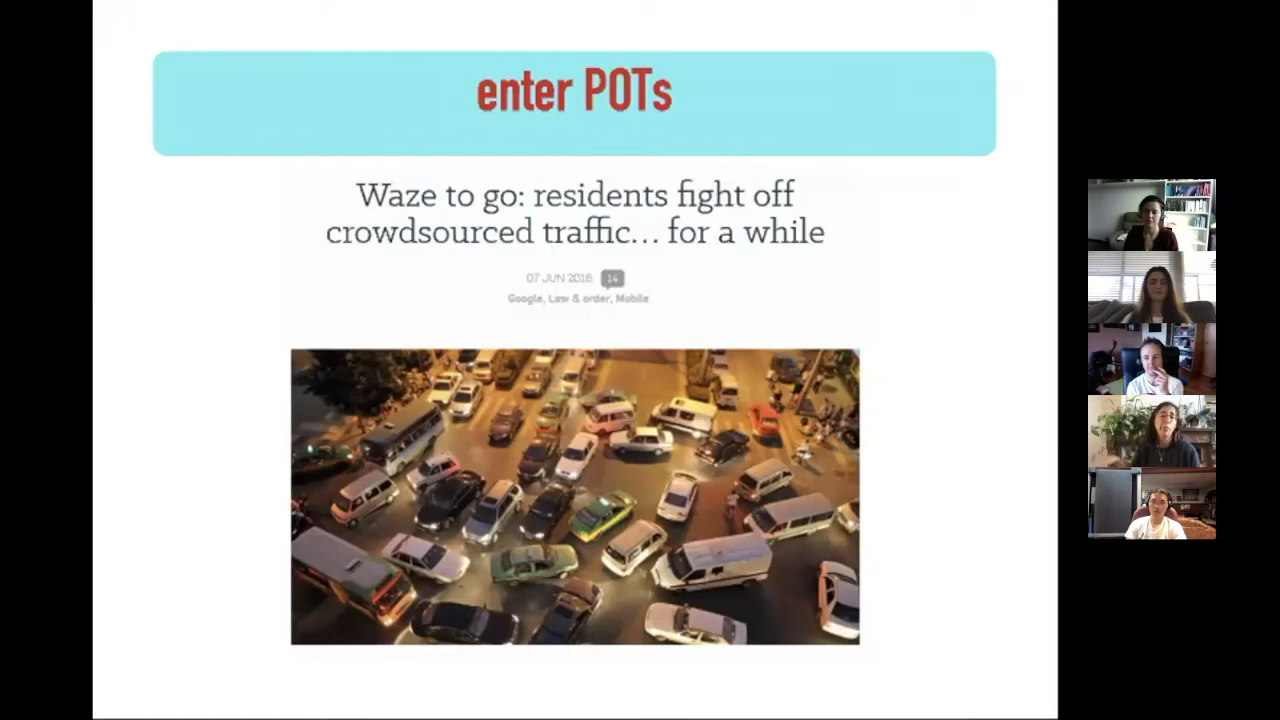 enter POTs
Waze to go: residents fight off
crowdsourced traffic... for a while
07 JUN 2016 14
Google, Law & order, Mobile